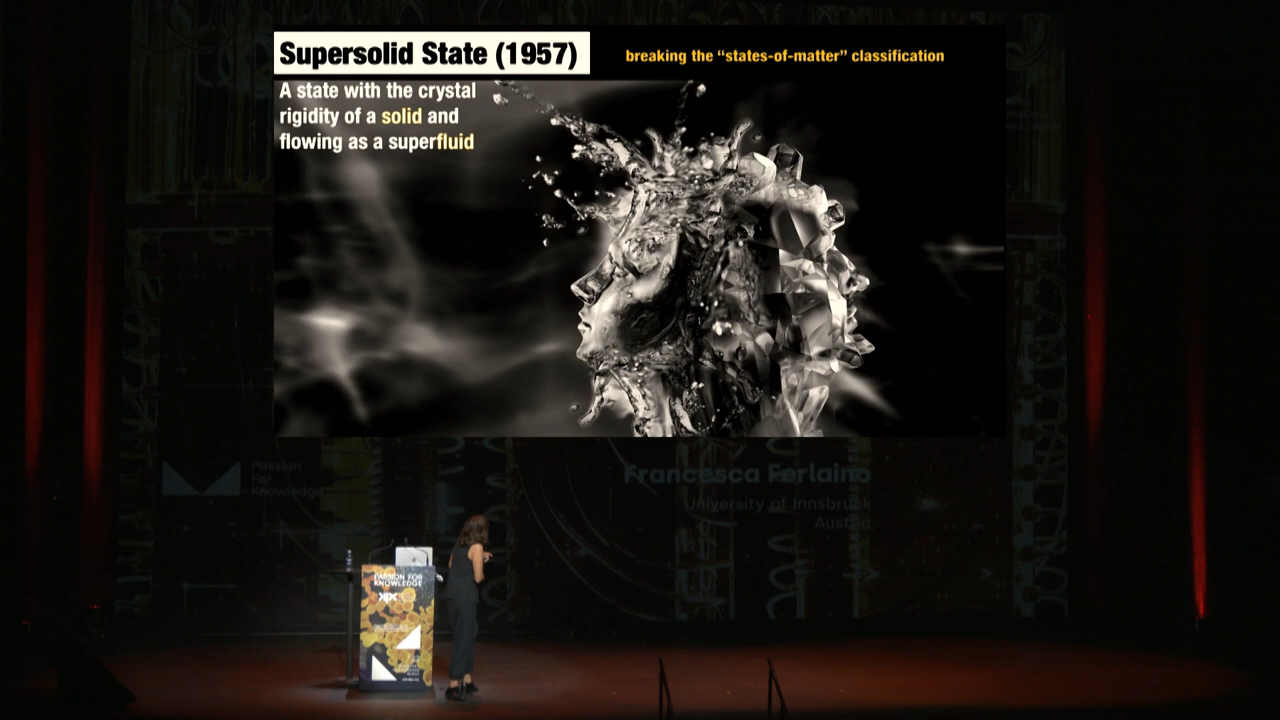 Supersolid State (1957)
breaking the “states-of-matter” classification
A state with the crystal
rigidity of a solid and
flowing as a superfluid
Passion
For
Knowledge
Francesca Ferlaino
University of Innsbruck
Austria
PASSION FOR
KNOWLEDGE